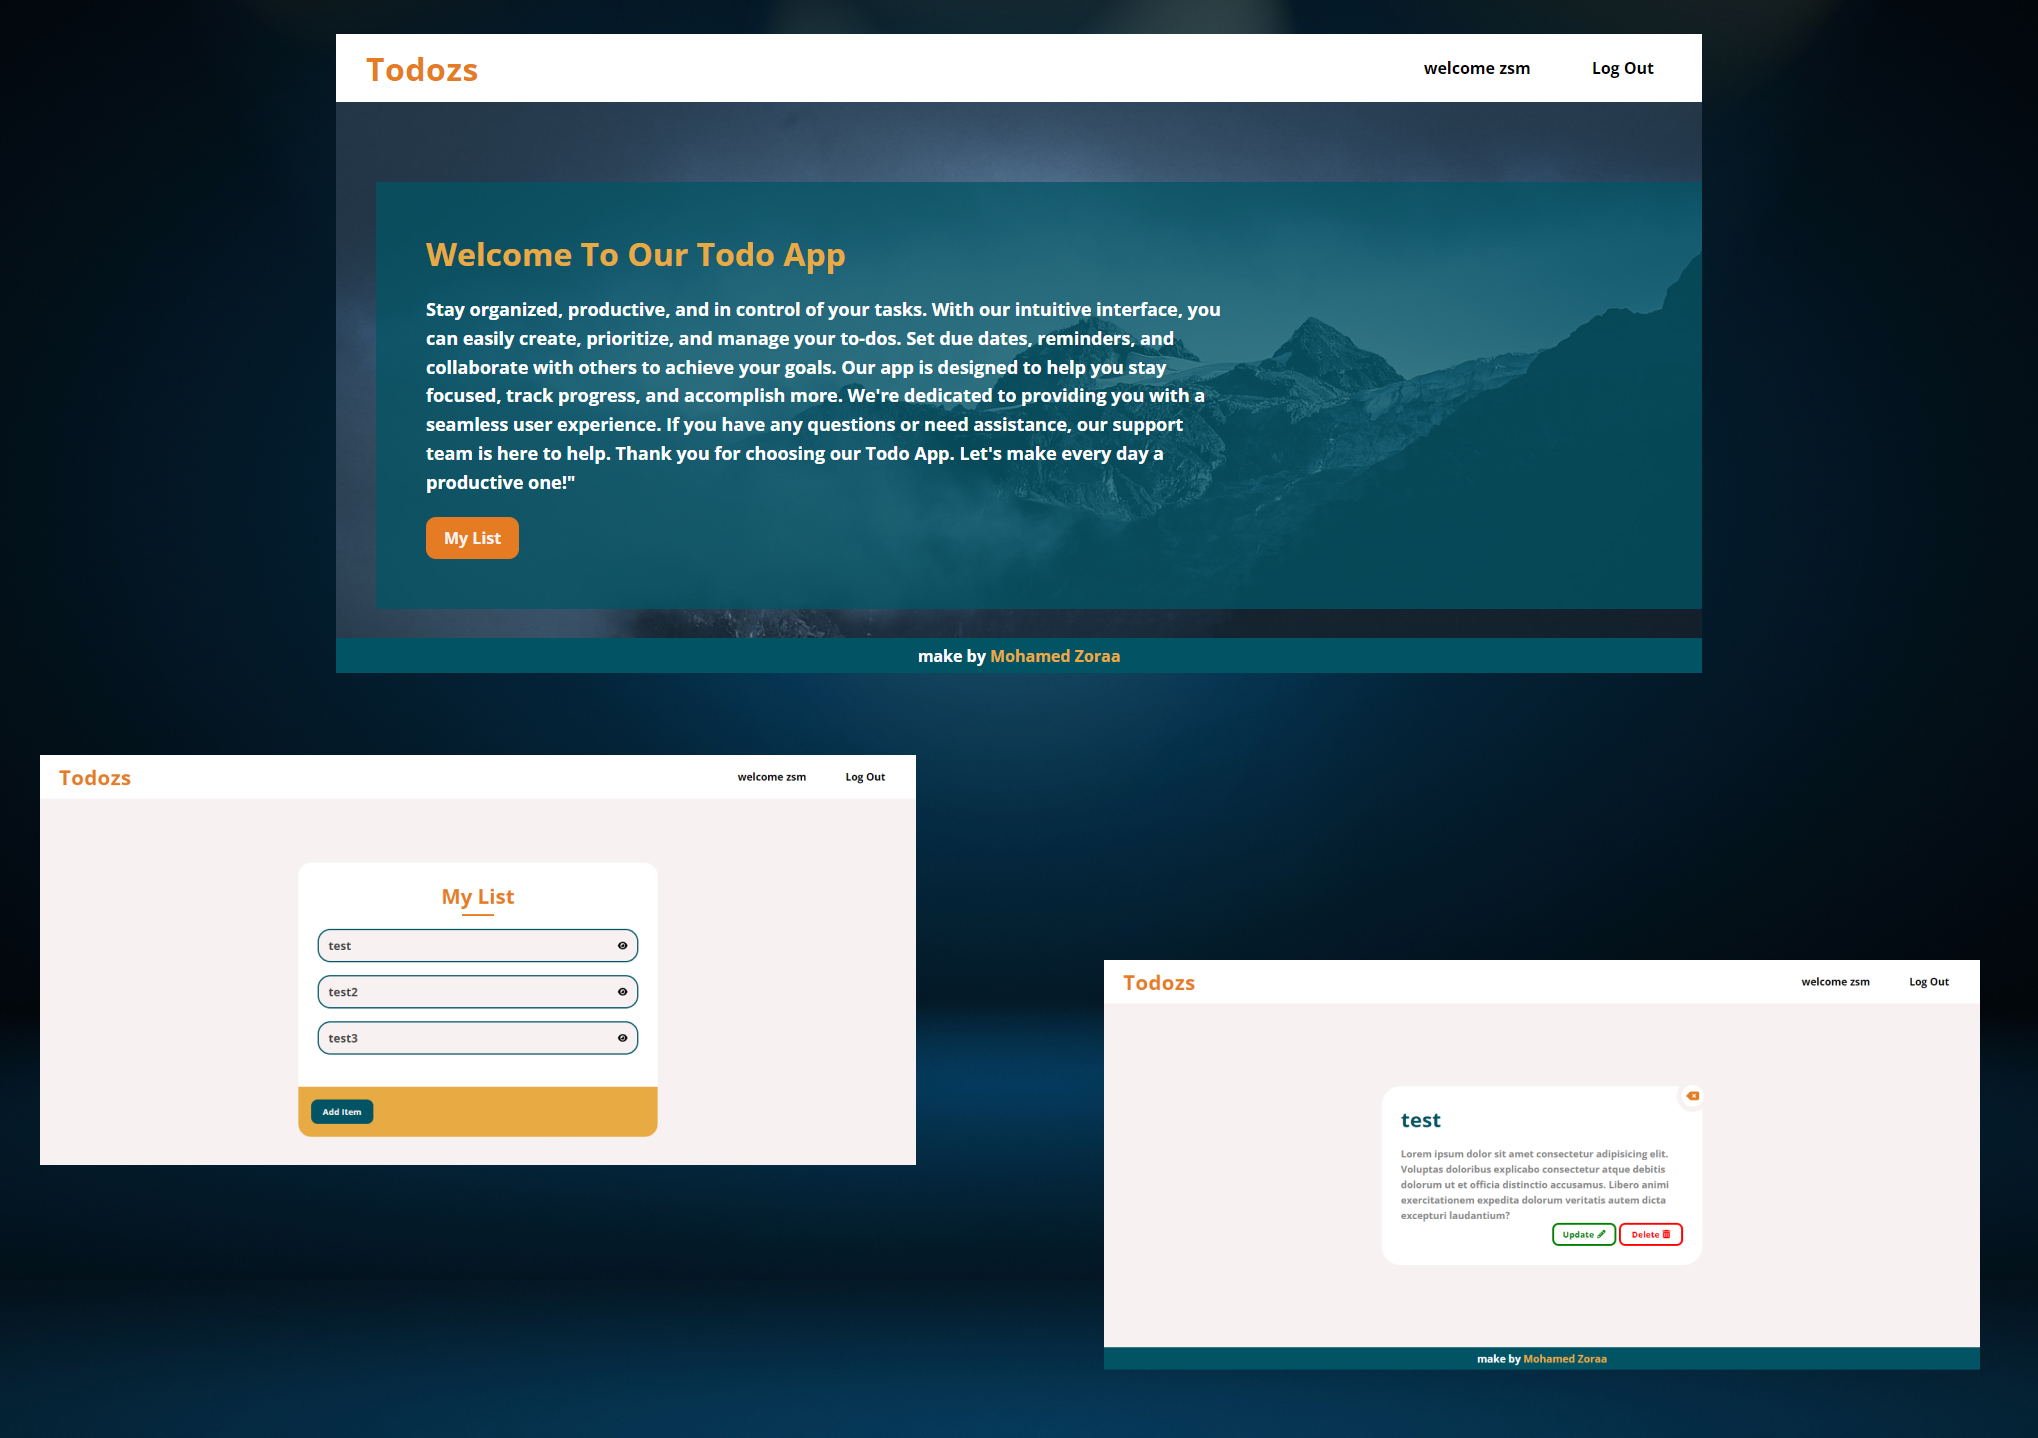 Todozs
welcome zsm
Log Out
Welcome To Our Todo App
Stay organized, productive, and in control of your tasks. With our intuitive interface, you
can easily create, prioritize, and manage your to-dos. Set due dates, reminders, and
collaborate with others to achieve your goals. Our app is designed to help you stay
focused, track progress, and accomplish more. We're dedicated to providing you with a
seamless user experience. If you have any questions or need assistance, our support
team is here to help. Thank you for choosing our Todo App. Let's make every day a
productive one!"
My List
make by Mohamed Zoraa
Todozs
welcome zsm
Log Out
My List
test
test2
test3
Add Item
Todozs
welcome zsm
Log Out
test
Lorem ipsum dolor sit amet consectetur adipisicing elit.
Voluptas doloribus explicabo consectetur atque debitis
dolorum ut et officia distinctio accusamus. Libero animi
exercitationem expedita dolorum veritatis autem dicta
excepturi laudantium?
Update
Delete
make by Mohamed Zoraa